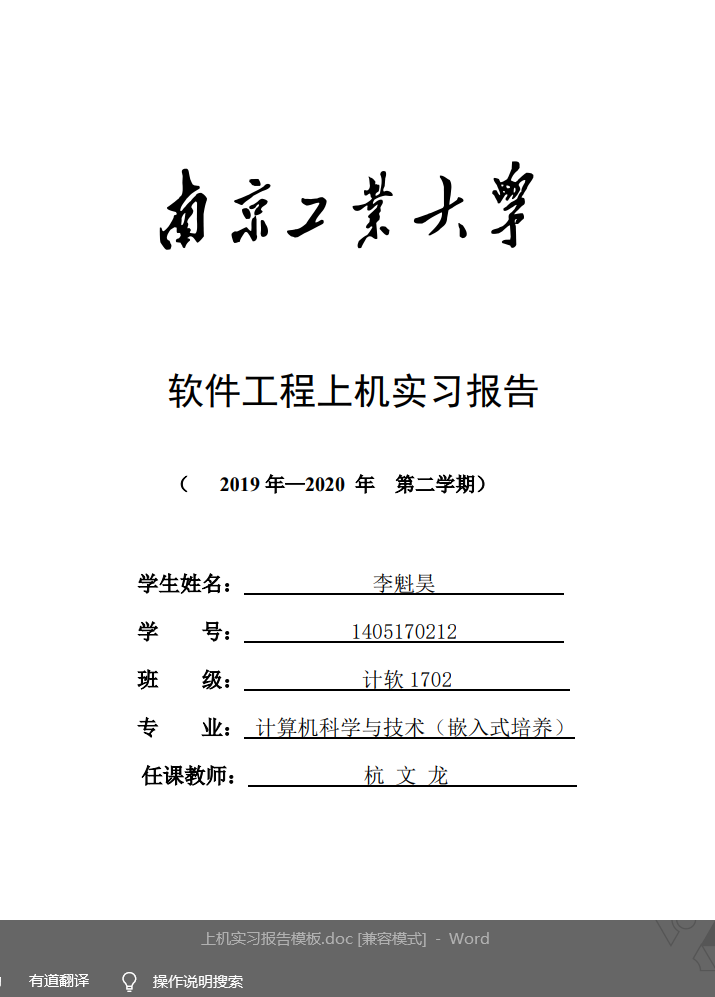 南京工业大學
软件工程上机实习报告
（ 2019 年—2020 年 第二学期）
学生姓名： 李魁昊
学 号： 1405170212
班 级： 计软 1702
专 业： 计算机科学与技术（嵌入式培养）
任课教师： 杭 文 龙
上机实习报告模板.doc [兼容模式] - Word
有道翻译 操作说明搜索